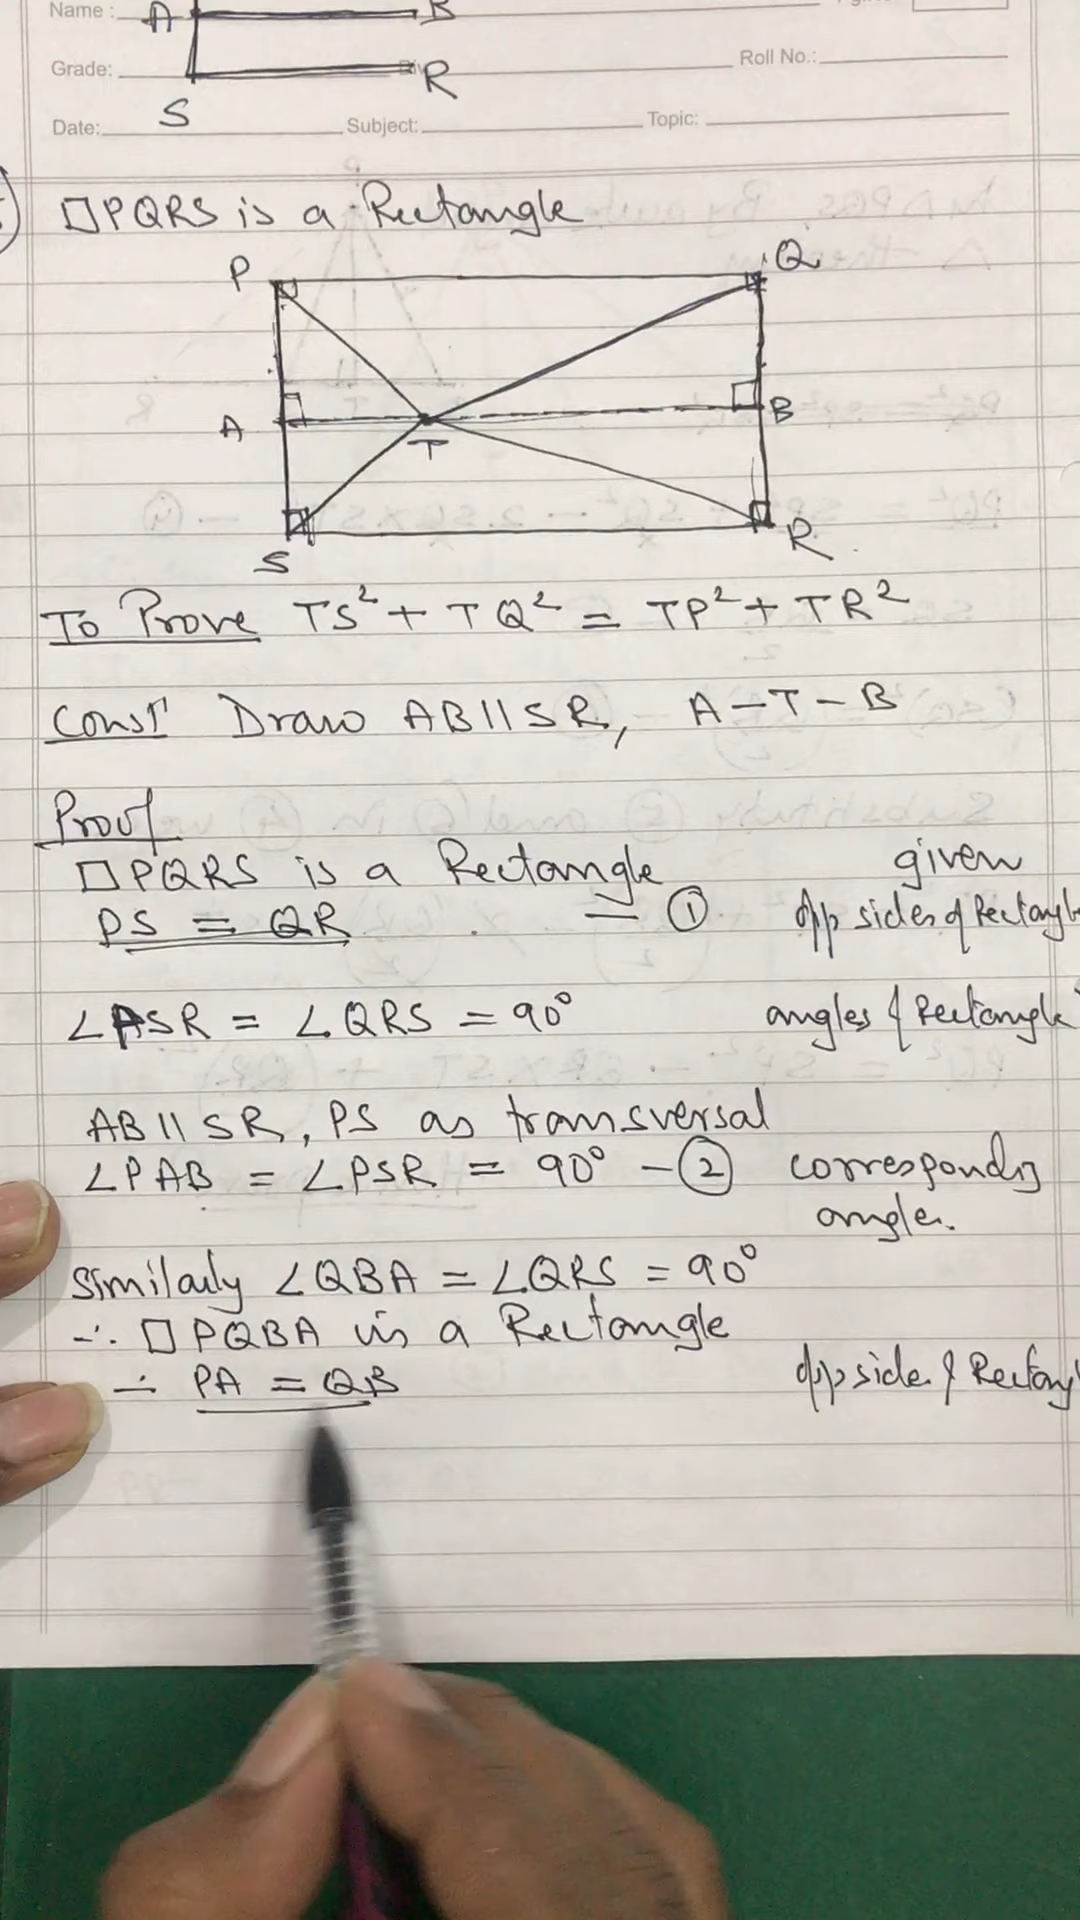 Name :
A B
Grade:
Roll No.:
R
S
Date: Subject: Topic:
□PQRS is a Rectangle
P Q
A T B
S R
To Prove TS² + TQ² = TP² + TR²
Const Draw AB || SR, A-T-B
Proof
□PQRS is a Rectangle given
PS = QR - ① opp sides of Rectangle
∠PSR = ∠QRS = 90° angles of Rectangle
AB || SR, PS as transversal
∠PAB = ∠PSR = 90° - ② corresponding
angles.
Similarly ∠QBA = ∠QRS = 90°
∴ □ PQBA is a Rectangle
∴ PA = QB opp side of